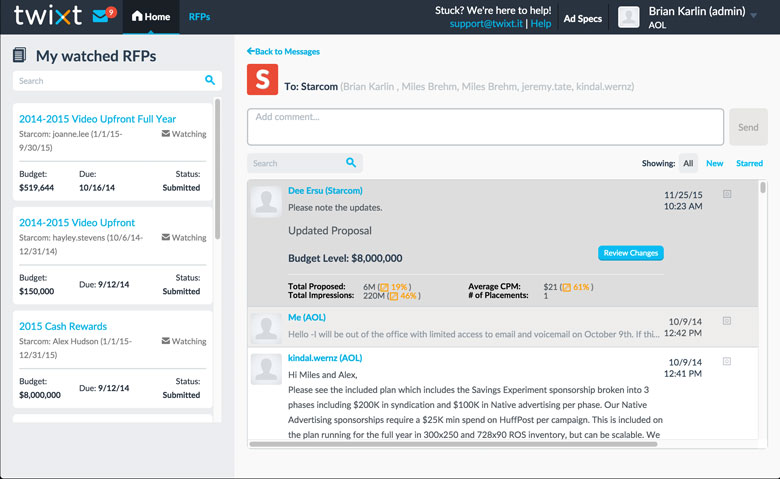 twixt
9
Home
RFPs
Stuck? We're here to help!
support@twixt.it | Help
Ad Specs
Brian Karlin (admin)
AOL
My watched RFPs
Search
2014-2015 Video Upfront Full Year
Starcom: joanne.lee (1/1/15-
9/30/15)
Watching
Budget:
$519,644
Due:
10/16/14
Status:
Submitted
2014-2015 Video Upfront
Starcom: hayley.stevens (10/6/14-
12/31/14)
Watching
Budget:
$150,000
Due: 9/12/14
Status:
Submitted
2015 Cash Rewards
Starcom: Alex Hudson (1/1/15-
12/31/15)
Watching
Budget:
$8,000,000
Due: 9/12/14
Status:
Submitted
Back to Messages
S
To: Starcom (Brian Karlin , Miles Brehm, Miles Brehm, jeremy.tate, kindal.wernz)
Add comment...
Send
Search
Showing: All New Starred
Dee Ersu (Starcom)
11/25/15
10:23 AM
Please note the updates.
Updated Proposal
Budget Level: $8,000,000
Review Changes
Total Proposed: 6M ( 19% )
Average CPM: $21 ( 61% )
Total Impressions: 220M ( 46% )
# of Placements: 1
Me (AOL)
10/9/14
12:42 PM
Hello -I will be out of the office with limited access to email and voicemail on October 9th. If thi...
kindal.wernz (AOL)
10/9/14
12:41 PM
Hi Miles and Alex,
Please see the included plan which includes the Savings Experiment sponsorship broken into 3
phases including $200K in syndication and $100K in Native advertising per phase. Our Native
Advertising sponsorships require a $25K min spend on HuffPost per campaign. This is included on
the plan running for the full year in 300x250 and 728x90 ROS inventory, but can be scalable. We